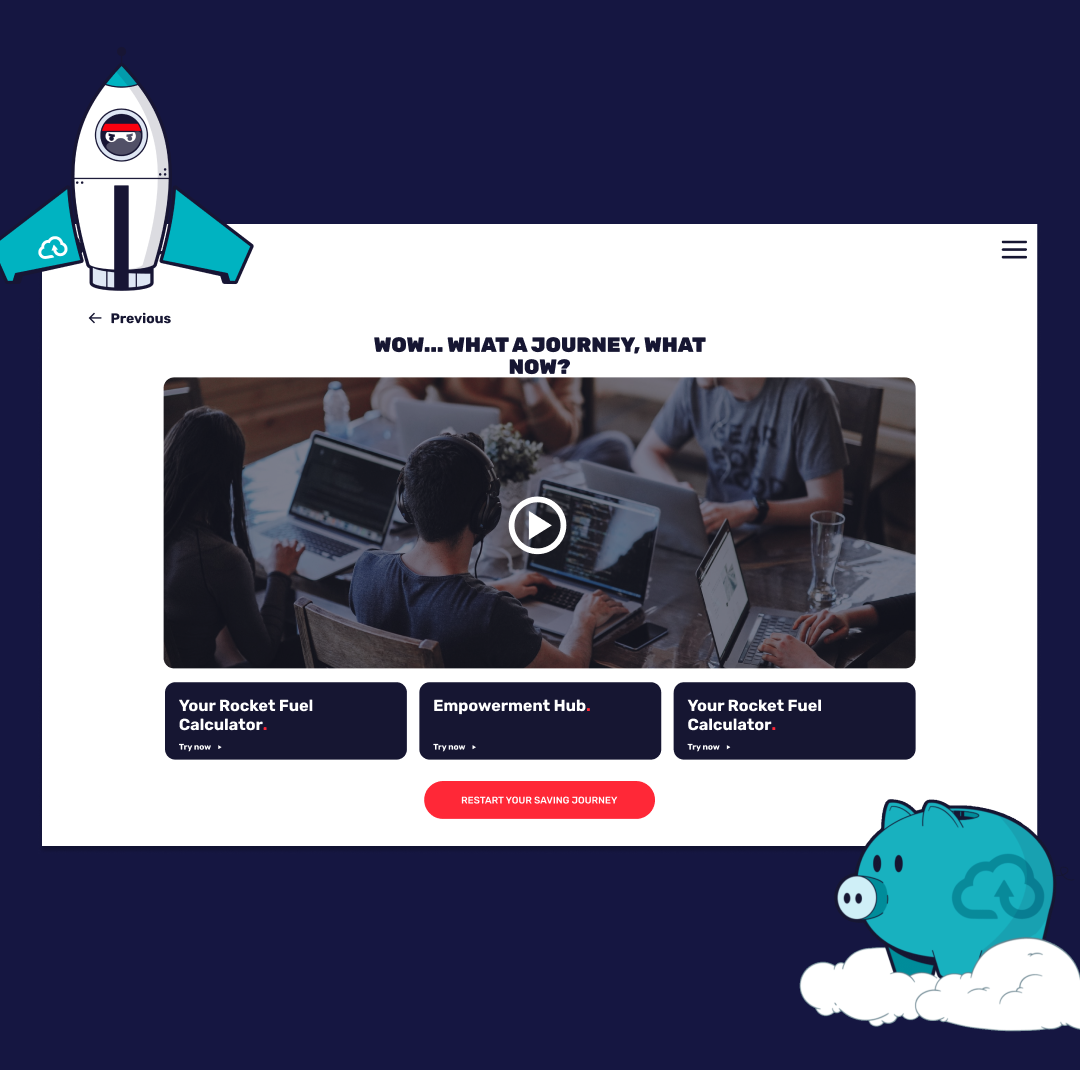 Previous
WOW... WHAT A JOURNEY, WHAT
NOW?
GEAR
Your Rocket Fuel
Calculator.
Try now
Empowerment Hub.
Try now
Your Rocket Fuel
Calculator.
Try now
RESTART YOUR SAVING JOURNEY